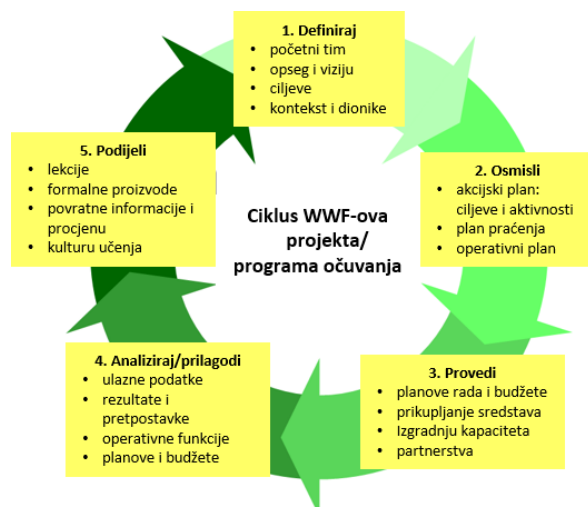 1. Definiraj
• početni tim
• opseg i viziju
• ciljeve
• kontekst i dionike
2. Osmisli
• akcijski plan:
ciljeve i aktivnosti
• plan praćenja
• operativni plan
3. Provedi
• planove rada i budžete
• prikupljanje sredstava
• Izgradnju kapaciteta
• partnerstva
4. Analiziraj/prilagodi
• ulazne podatke
• rezultate i
pretpostavke
• operativne funkcije
• planove i budžete
5. Podijeli
• lekcije
• formalne proizvode
• povratne informacije i
procjenu
• kulturu učenja
Ciklus WWF-ova
projekta/
programa očuvanja